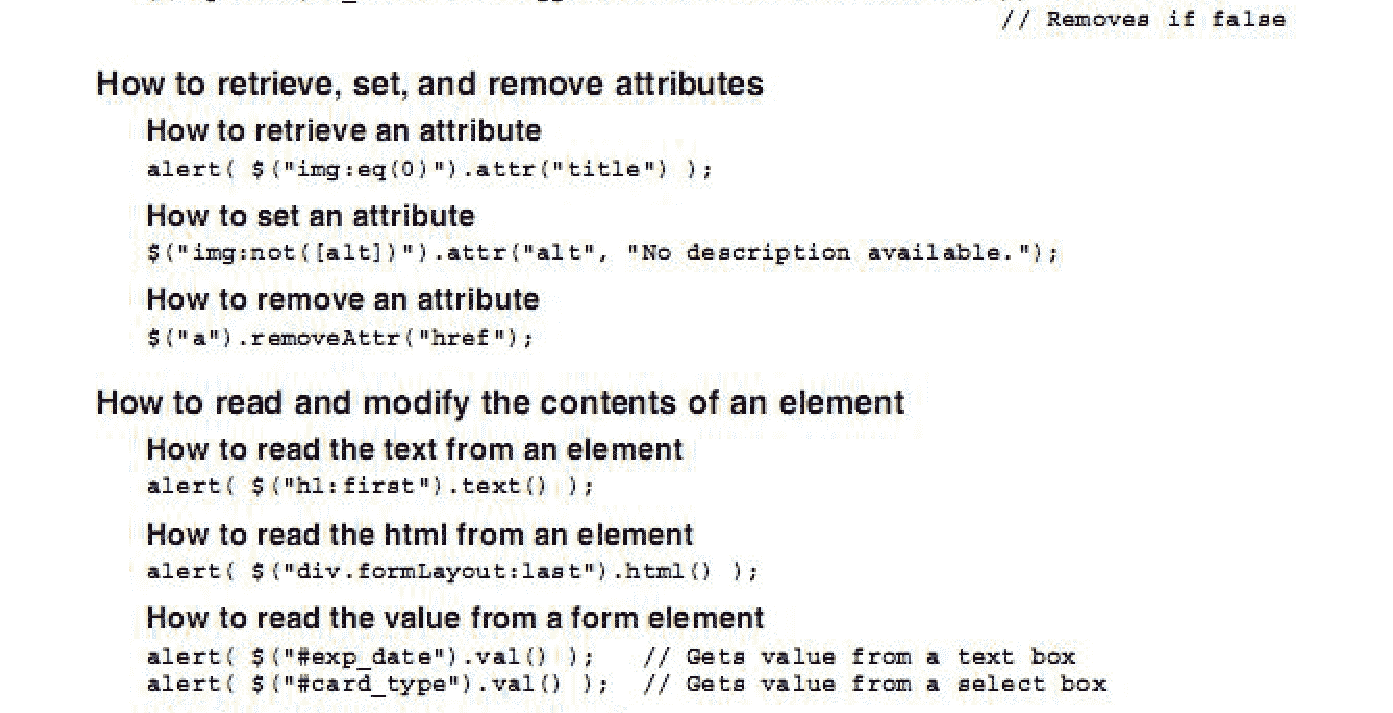 // Removes if false
How to retrieve, set, and remove attributes
How to retrieve an attribute
alert( $("img:eq(0)").attr("title") );
How to set an attribute
$("img:not([alt])").attr("alt", "No description available.");
How to remove an attribute
$("a").removeAttr("href");
How to read and modify the contents of an element
How to read the text from an element
alert( $("h1:first").text() );
How to read the html from an element
alert( $("div.formLayout:last").html() );
How to read the value from a form element
alert( $("#exp_date").val() );   // Gets value from a text box
alert( $("#card_type").val() );  // Gets value from a select box